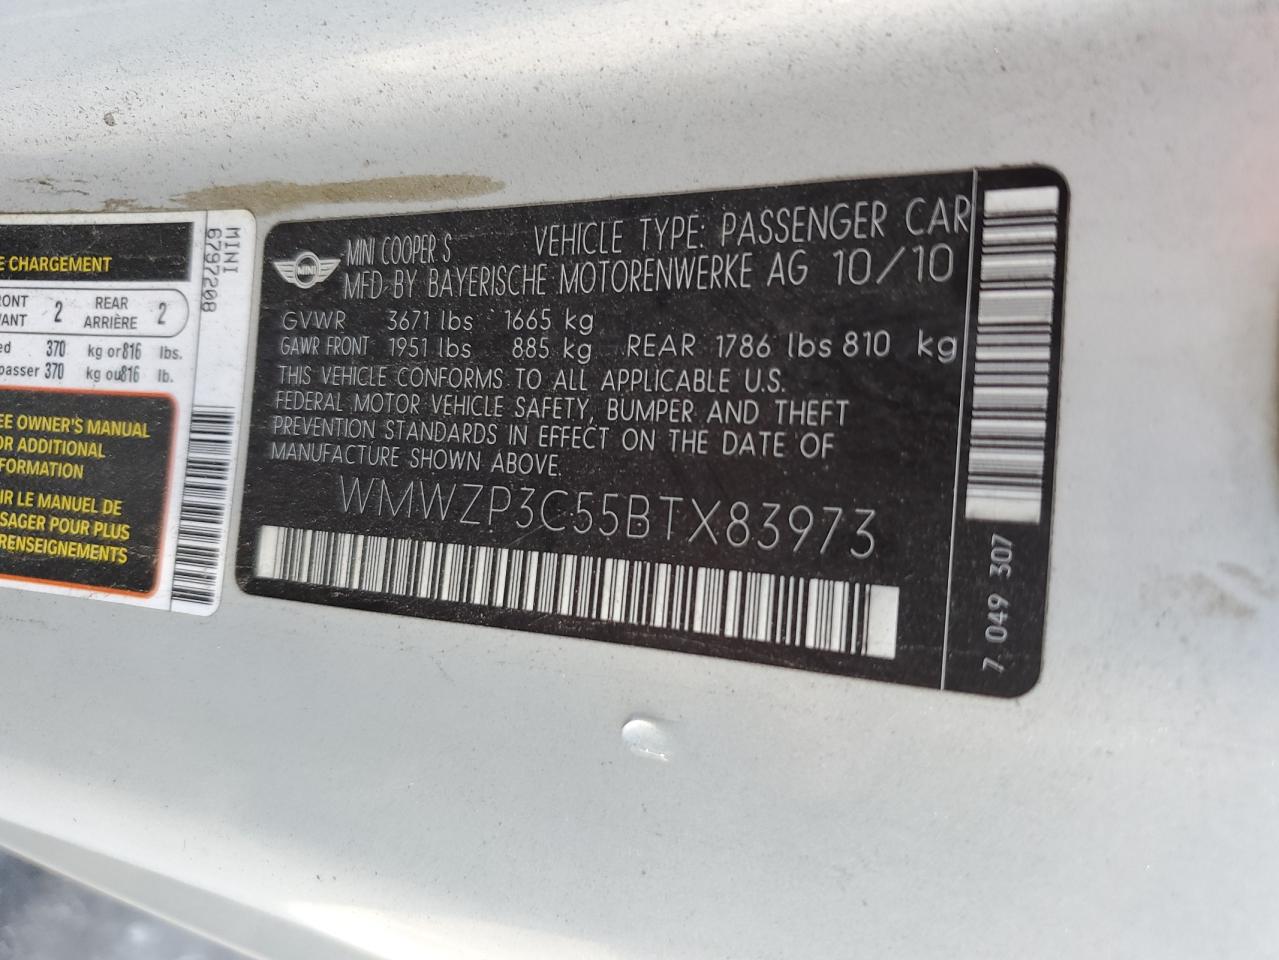 E CHARGEMENT
MINI
6797208
RONT
VANT
2
REAR
ARRIÈRE
2
ed 370 kg or 816 lbs.
passer 370 kg ou 816 lb.
EE OWNER'S MANUAL
OR ADDITIONAL
FORMATION
IR LE MANUEL DE
SAGER POUR PLUS
RENSEIGNEMENTS
MINI
MINI COOPER S VEHICLE TYPE: PASSENGER CAR
MFD BY BAYERISCHE MOTORENWERKE AG 10/10
GVWR 3671 lbs 1665 kg
GAWR FRONT 1951 lbs 885 kg REAR 1786 lbs 810 kg
THIS VEHICLE CONFORMS TO ALL APPLICABLE U.S.
FEDERAL MOTOR VEHICLE SAFETY, BUMPER AND THEFT
PREVENTION STANDARDS IN EFFECT ON THE DATE OF
MANUFACTURE SHOWN ABOVE.
WMWZP3C55BTX83973
7 049 307